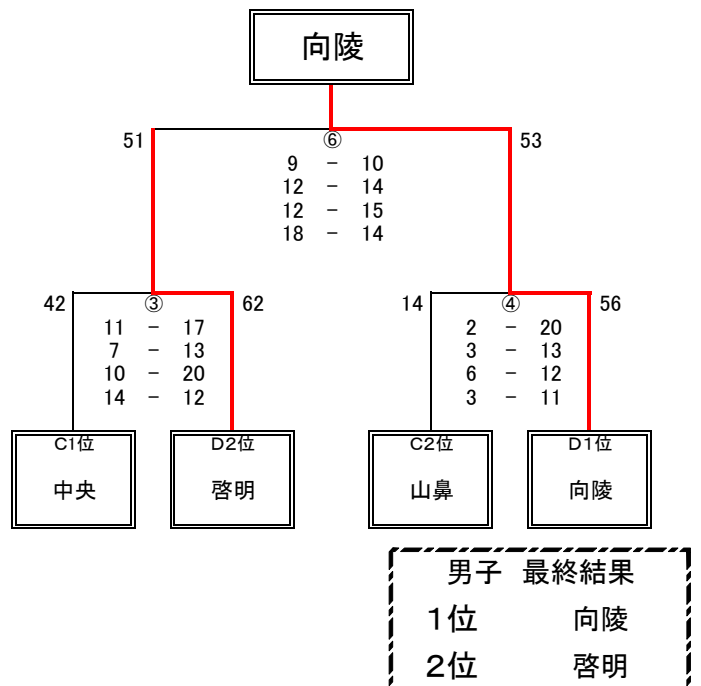 向陵
51 ⑥ 53
9 － 10
12 － 14
12 － 15
18 － 14
42 ③ 62 14 ④ 56
11 － 17 2 － 20
7 － 13 3 － 13
10 － 20 6 － 12
14 － 12 3 － 11
C1位 D2位 C2位 D1位
中央 啓明 山鼻 向陵
男子 最終結果
1位 向陵
2位 啓明